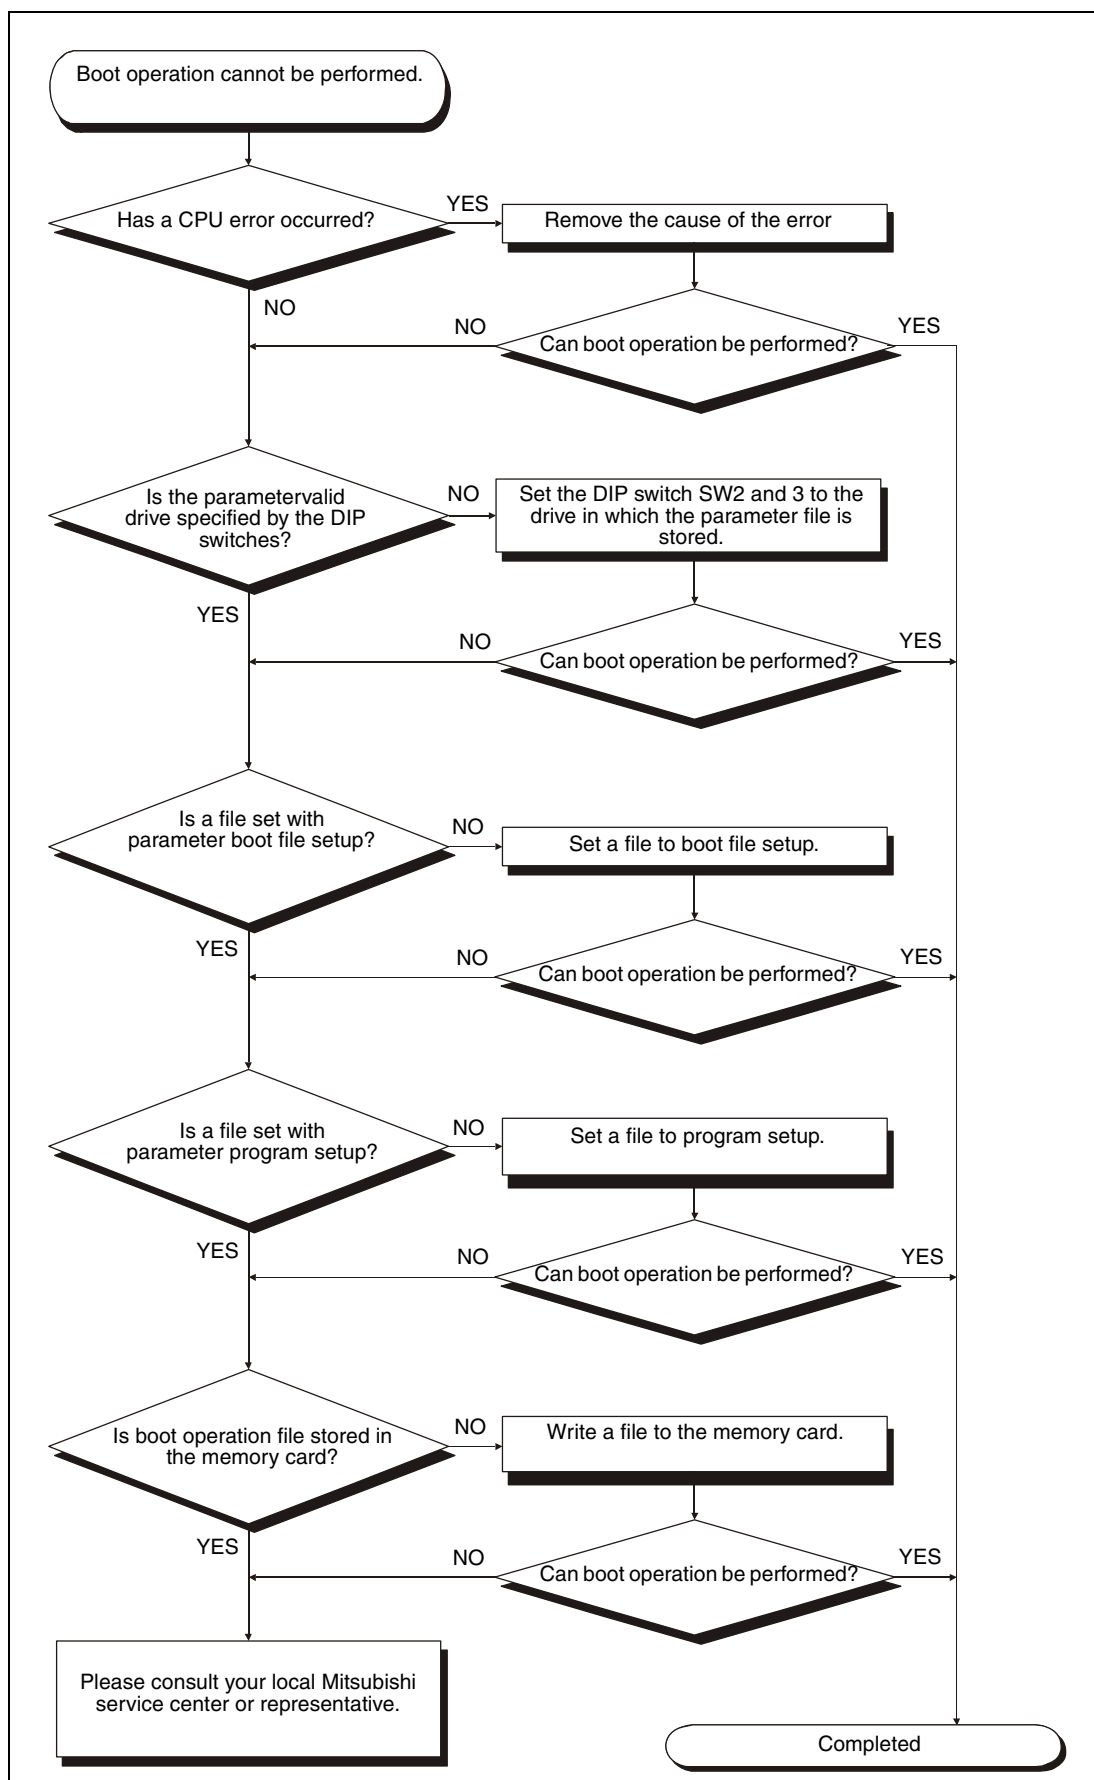 Boot operation cannot be performed.
Has a CPU error occurred?
YES
Remove the cause of the error
NO
NO
Can boot operation be performed?
YES
Is the parametervalid
drive specified by the DIP
switches?
NO
Set the DIP switch SW2 and 3 to the
drive in which the parameter file is
stored.
YES
NO
Can boot operation be performed?
YES
Is a file set with
parameter boot file setup?
NO
Set a file to boot file setup.
YES
NO
Can boot operation be performed?
YES
Is a file set with
parameter program setup?
NO
Set a file to program setup.
YES
NO
Can boot operation be performed?
YES
Is boot operation file stored in
the memory card?
NO
Write a file to the memory card.
YES
NO
Can boot operation be performed?
YES
Please consult your local Mitsubishi
service center or representative.
Completed